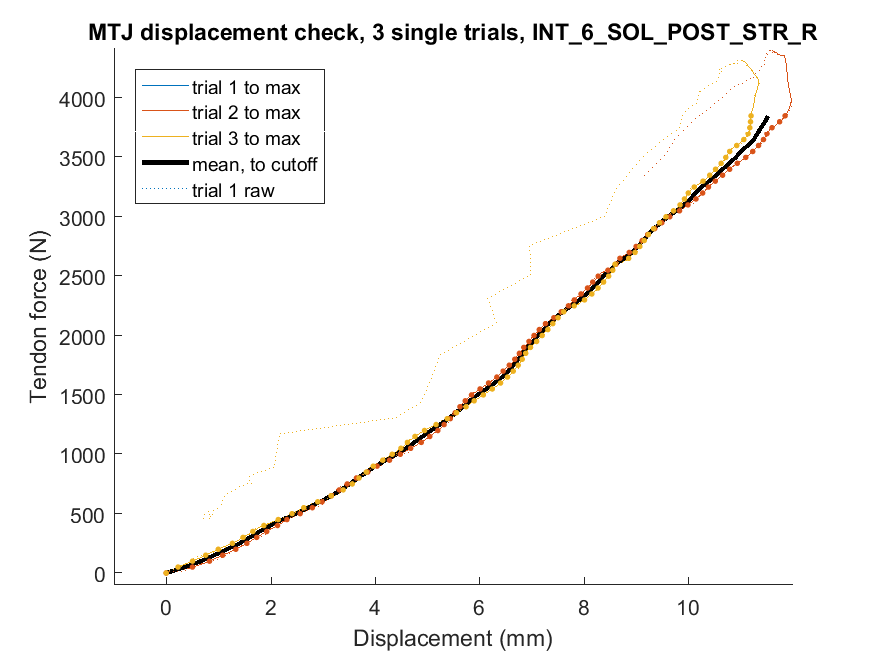 MTJ displacement check, 3 single trials, INT_6_SOL_POST_STR_R
trial 1 to max
trial 2 to max
trial 3 to max
mean, to cutoff
trial 1 raw
4000
3500
3000
2500
2000
1500
1000
500
0
Tendon force (N)
0 2 4 6 8 10
Displacement (mm)